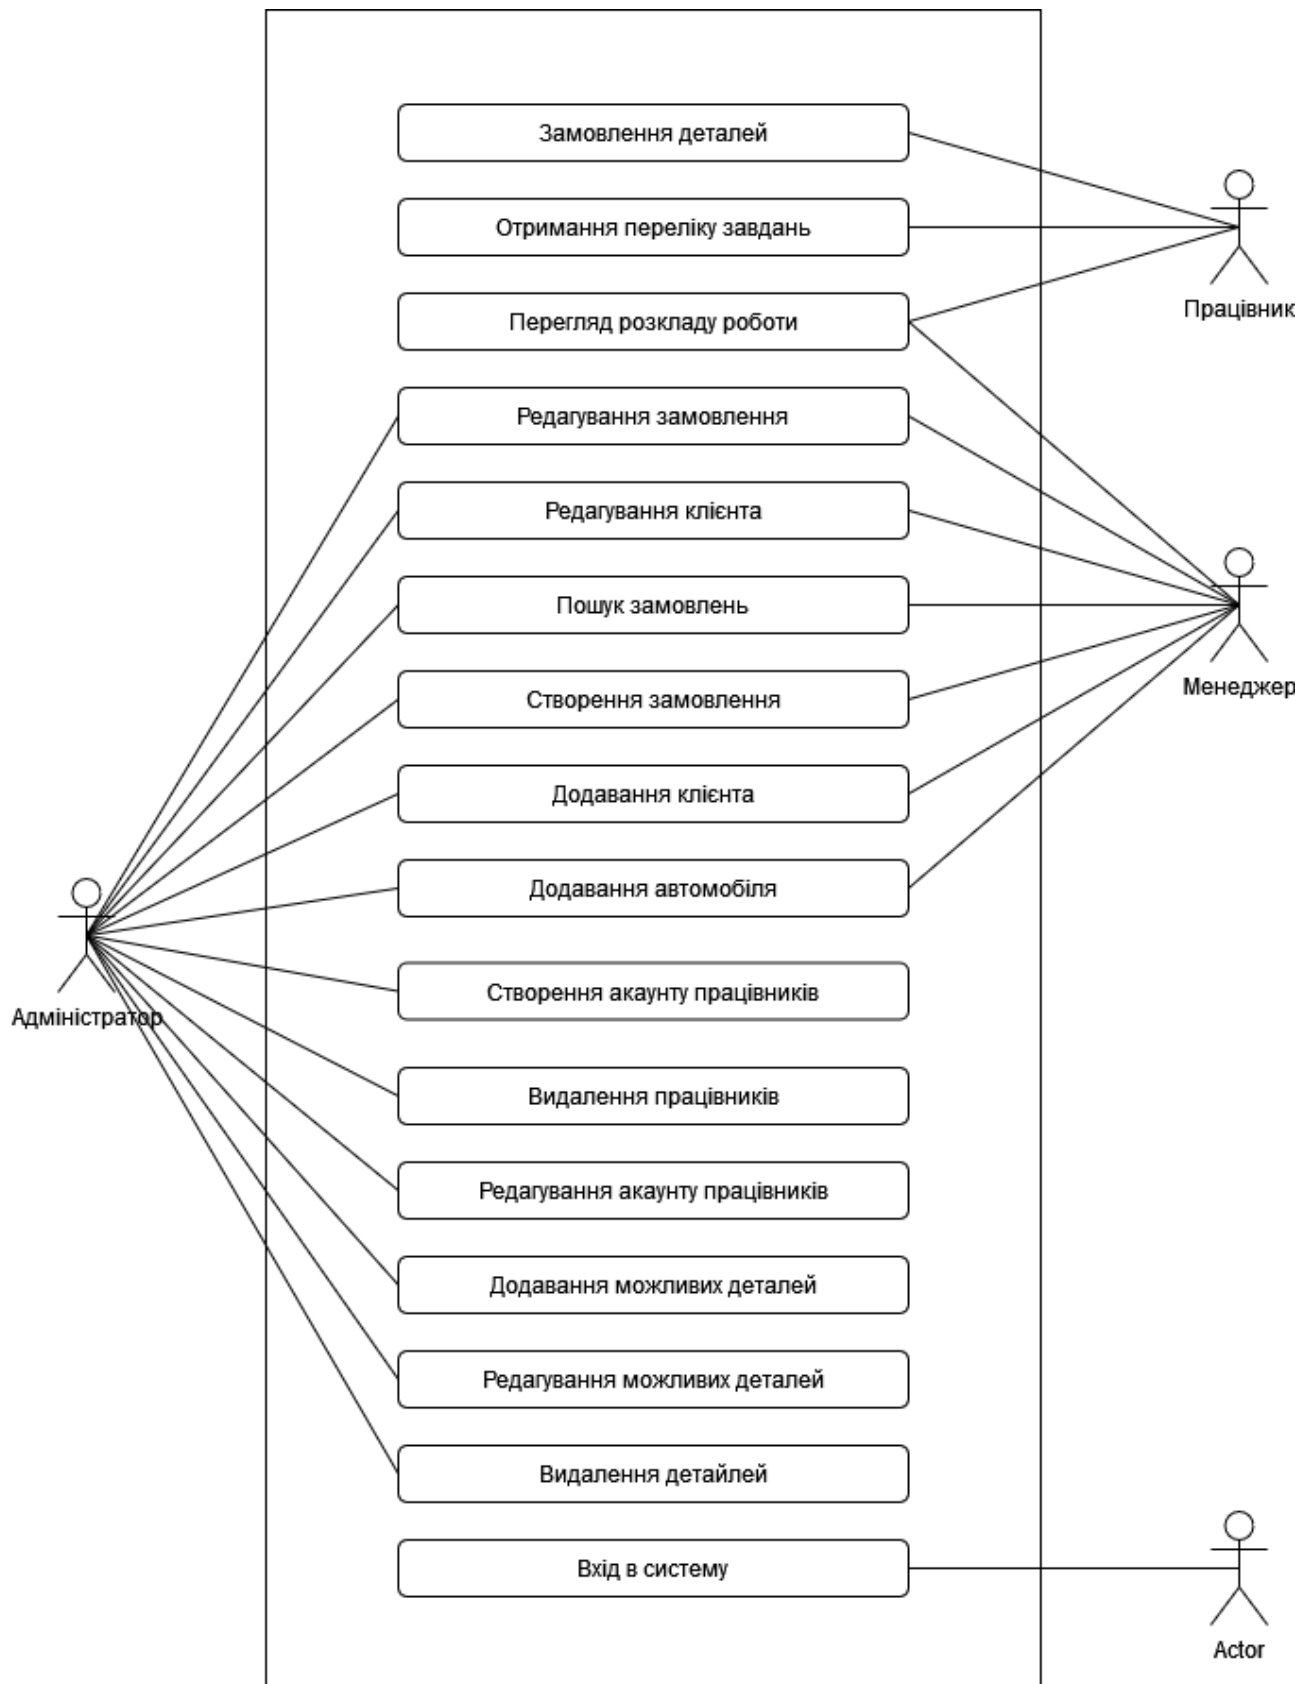 Замовлення деталей
Отримання переліку завдань
Працівник
Перегляд розкладу роботи
Редагування замовлення
Редагування клієнта
Пошук замовлень
Менеджер
Створення замовлення
Додавання клієнта
Додавання автомобіля
Створення акаунту працівників
Адміністратор
Видалення працівників
Редагування акаунту працівників
Додавання можливих деталей
Редагування можливих деталей
Видалення детайлей
Вхід в систему
Actor